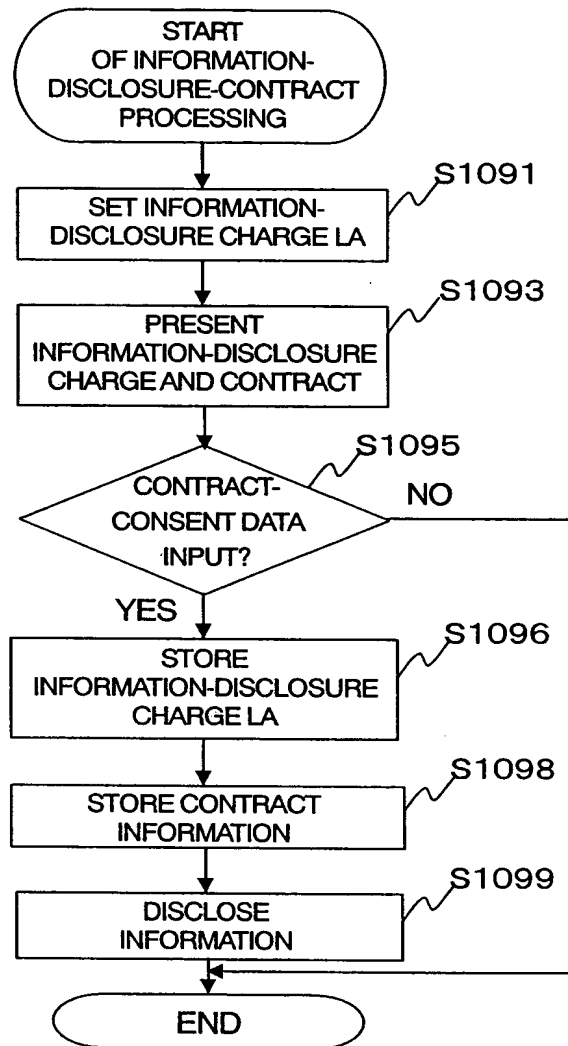 START
OF INFORMATION-
DISCLOSURE-CONTRACT
PROCESSING
S1091
SET INFORMATION-
DISCLOSURE CHARGE LA
S1093
PRESENT
INFORMATION-DISCLOSURE
CHARGE AND CONTRACT
S1095
CONTRACT-
CONSENT DATA
INPUT?
NO
YES
S1096
STORE
INFORMATION-DISCLOSURE
CHARGE LA
S1098
STORE CONTRACT
INFORMATION
S1099
DISCLOSE
INFORMATION
END